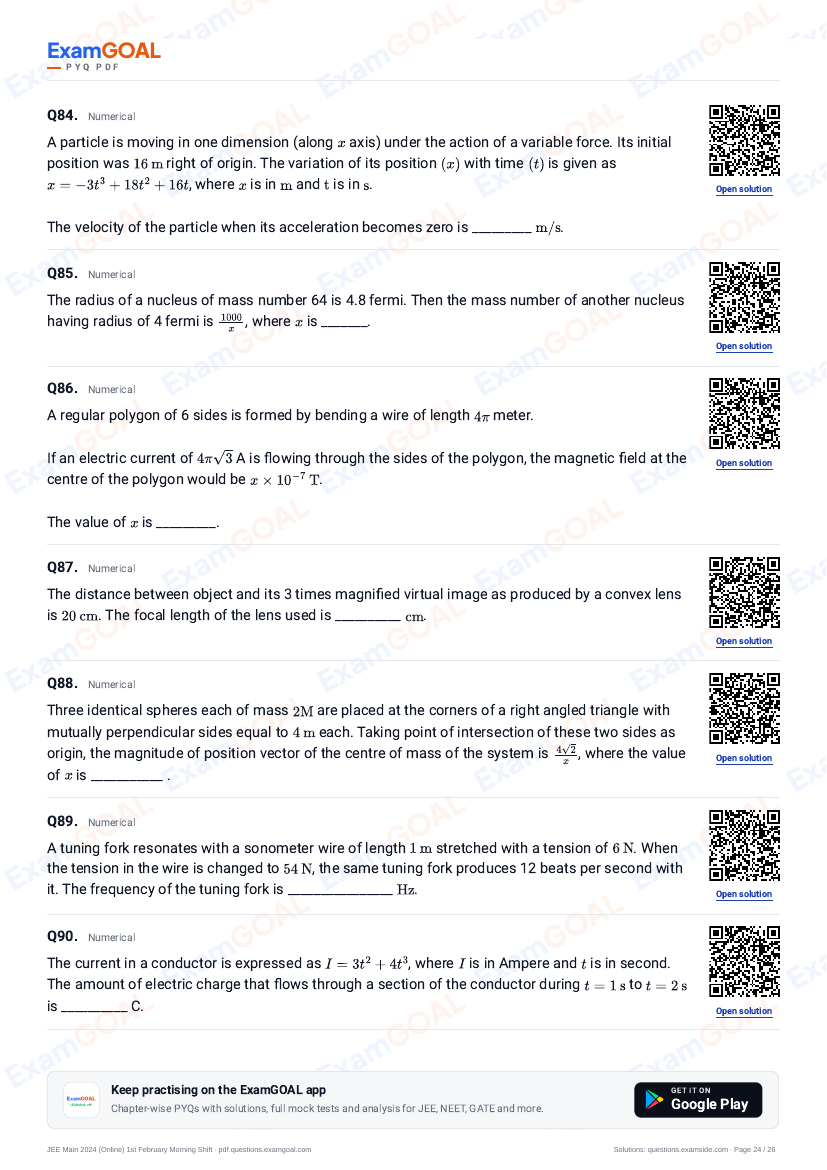 ExamGOAL
PYQ PDF
Q84. Numerical
A particle is moving in one dimension (along x axis) under the action of a variable force. Its initial
position was 16 m right of origin. The variation of its position (x) with time (t) is given as
x = −3t³ + 18t² + 16t, where x is in m and t is in s.
The velocity of the particle when its acceleration becomes zero is _________ m/s.
Open solution
Q85. Numerical
The radius of a nucleus of mass number 64 is 4.8 fermi. Then the mass number of another nucleus
having radius of 4 fermi is 1000/x, where x is _______.
Open solution
Q86. Numerical
A regular polygon of 6 sides is formed by bending a wire of length 4π meter.
If an electric current of 4π√3 A is flowing through the sides of the polygon, the magnetic field at the
centre of the polygon would be x × 10⁻⁷ T.
The value of x is _________.
Open solution
Q87. Numerical
The distance between object and its 3 times magnified virtual image as produced by a convex lens
is 20 cm. The focal length of the lens used is __________ cm.
Open solution
Q88. Numerical
Three identical spheres each of mass 2M are placed at the corners of a right angled triangle with
mutually perpendicular sides equal to 4 m each. Taking point of intersection of these two sides as
origin, the magnitude of position vector of the centre of mass of the system is 4√2/x, where the value
of x is ___________ .
Open solution
Q89. Numerical
A tuning fork resonates with a sonometer wire of length 1 m stretched with a tension of 6 N. When
the tension in the wire is changed to 54 N, the same tuning fork produces 12 beats per second with
it. The frequency of the tuning fork is ________________ Hz.
Open solution
Q90. Numerical
The current in a conductor is expressed as I = 3t² + 4t³, where I is in Ampere and t is in second.
The amount of electric charge that flows through a section of the conductor during t = 1 s to t = 2 s
is __________ C.
Open solution
ExamGOAL
Keep practising on the ExamGOAL app
Chapter-wise PYQs with solutions, full mock tests and analysis for JEE, NEET, GATE and more.
GET IT ON
Google Play
JEE Main 2024 (Online) 1st February Morning Shift · pdf.questions.examgoal.com
Solutions: questions.examside.com · Page 24 / 26